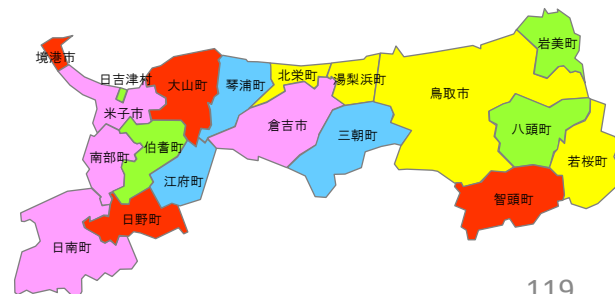 境港市
日吉津村
米子市
大山町
琴浦町
北栄町
湯梨浜町
鳥取市
岩美町
南部町
伯耆町
倉吉市
三朝町
八頭町
若桜町
江府町
智頭町
日野町
日南町
119